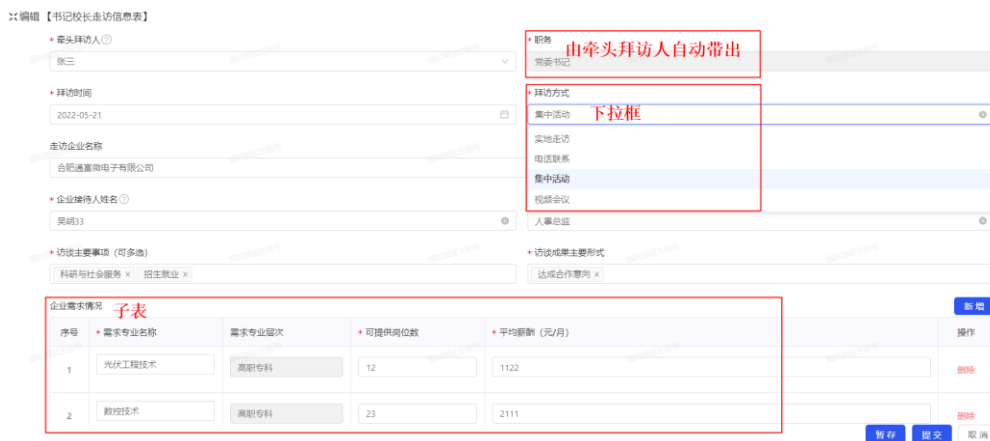 编辑 【书记校长走访信息表】
* 牵头拜访人
* 职务
张三
党委书记
由牵头拜访人自动带出
* 拜访时间
* 拜访方式
2022-05-21
集中活动
下拉框
实地走访
电话联系
集中活动
视频会议
走访企业名称
合肥通富微电子有限公司
* 企业接待人姓名
吴胡33
人事总监
* 访谈主要事项（可多选）
* 访谈成果主要形式
科研与社会服务 × 招生就业 ×
达成合作意向 ×
企业需求情况
子表
新增
序号 * 需求专业名称 需求专业层次 * 可提供岗位数 * 平均薪酬（元/月） 操作
1 光伏工程技术 高职专科 12 1122 删除
2 数控技术 高职专科 23 2111 删除
暂存 提交 取消